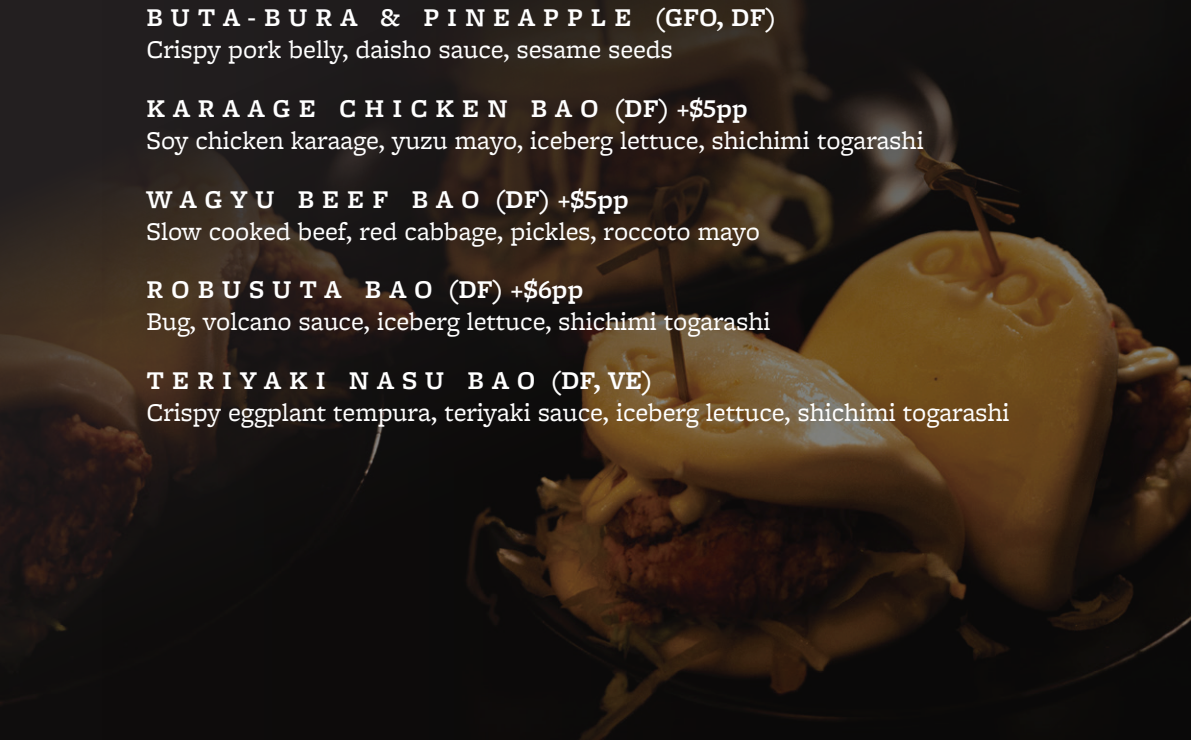 BUTA-BURA & PINEAPPLE (GFO, DF)
Crispy pork belly, daisho sauce, sesame seeds
KARAAGE CHICKEN BAO (DF) +$5pp
Soy chicken karaage, yuzu mayo, iceberg lettuce, shichimi togarashi
WAGYU BEEF BAO (DF) +$5pp
Slow cooked beef, red cabbage, pickles, roccoto mayo
ROBUSUTA BAO (DF) +$6pp
Bug, volcano sauce, iceberg lettuce, shichimi togarashi
TERIYAKI NASU BAO (DF, VE)
Crispy eggplant tempura, teriyaki sauce, iceberg lettuce, shichimi togarashi